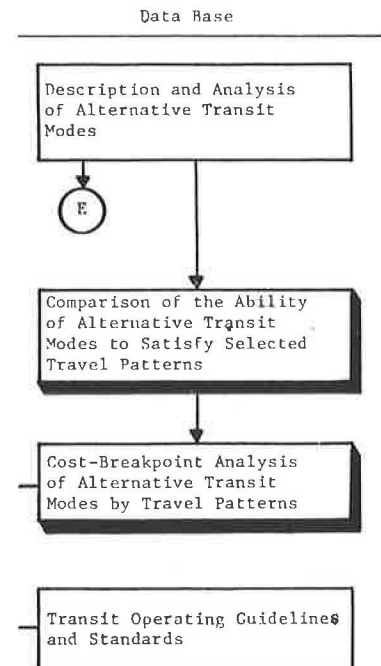 Data Base
Description and Analysis
of Alternative Transit
Modes
E
Comparison of the Ability
of Alternative Transit
Modes to Satisfy Selected
Travel Patterns
Cost-Breakpoint Analysis
of Alternative Transit
Modes by Travel Patterns
Transit Operating Guidelines
and Standards